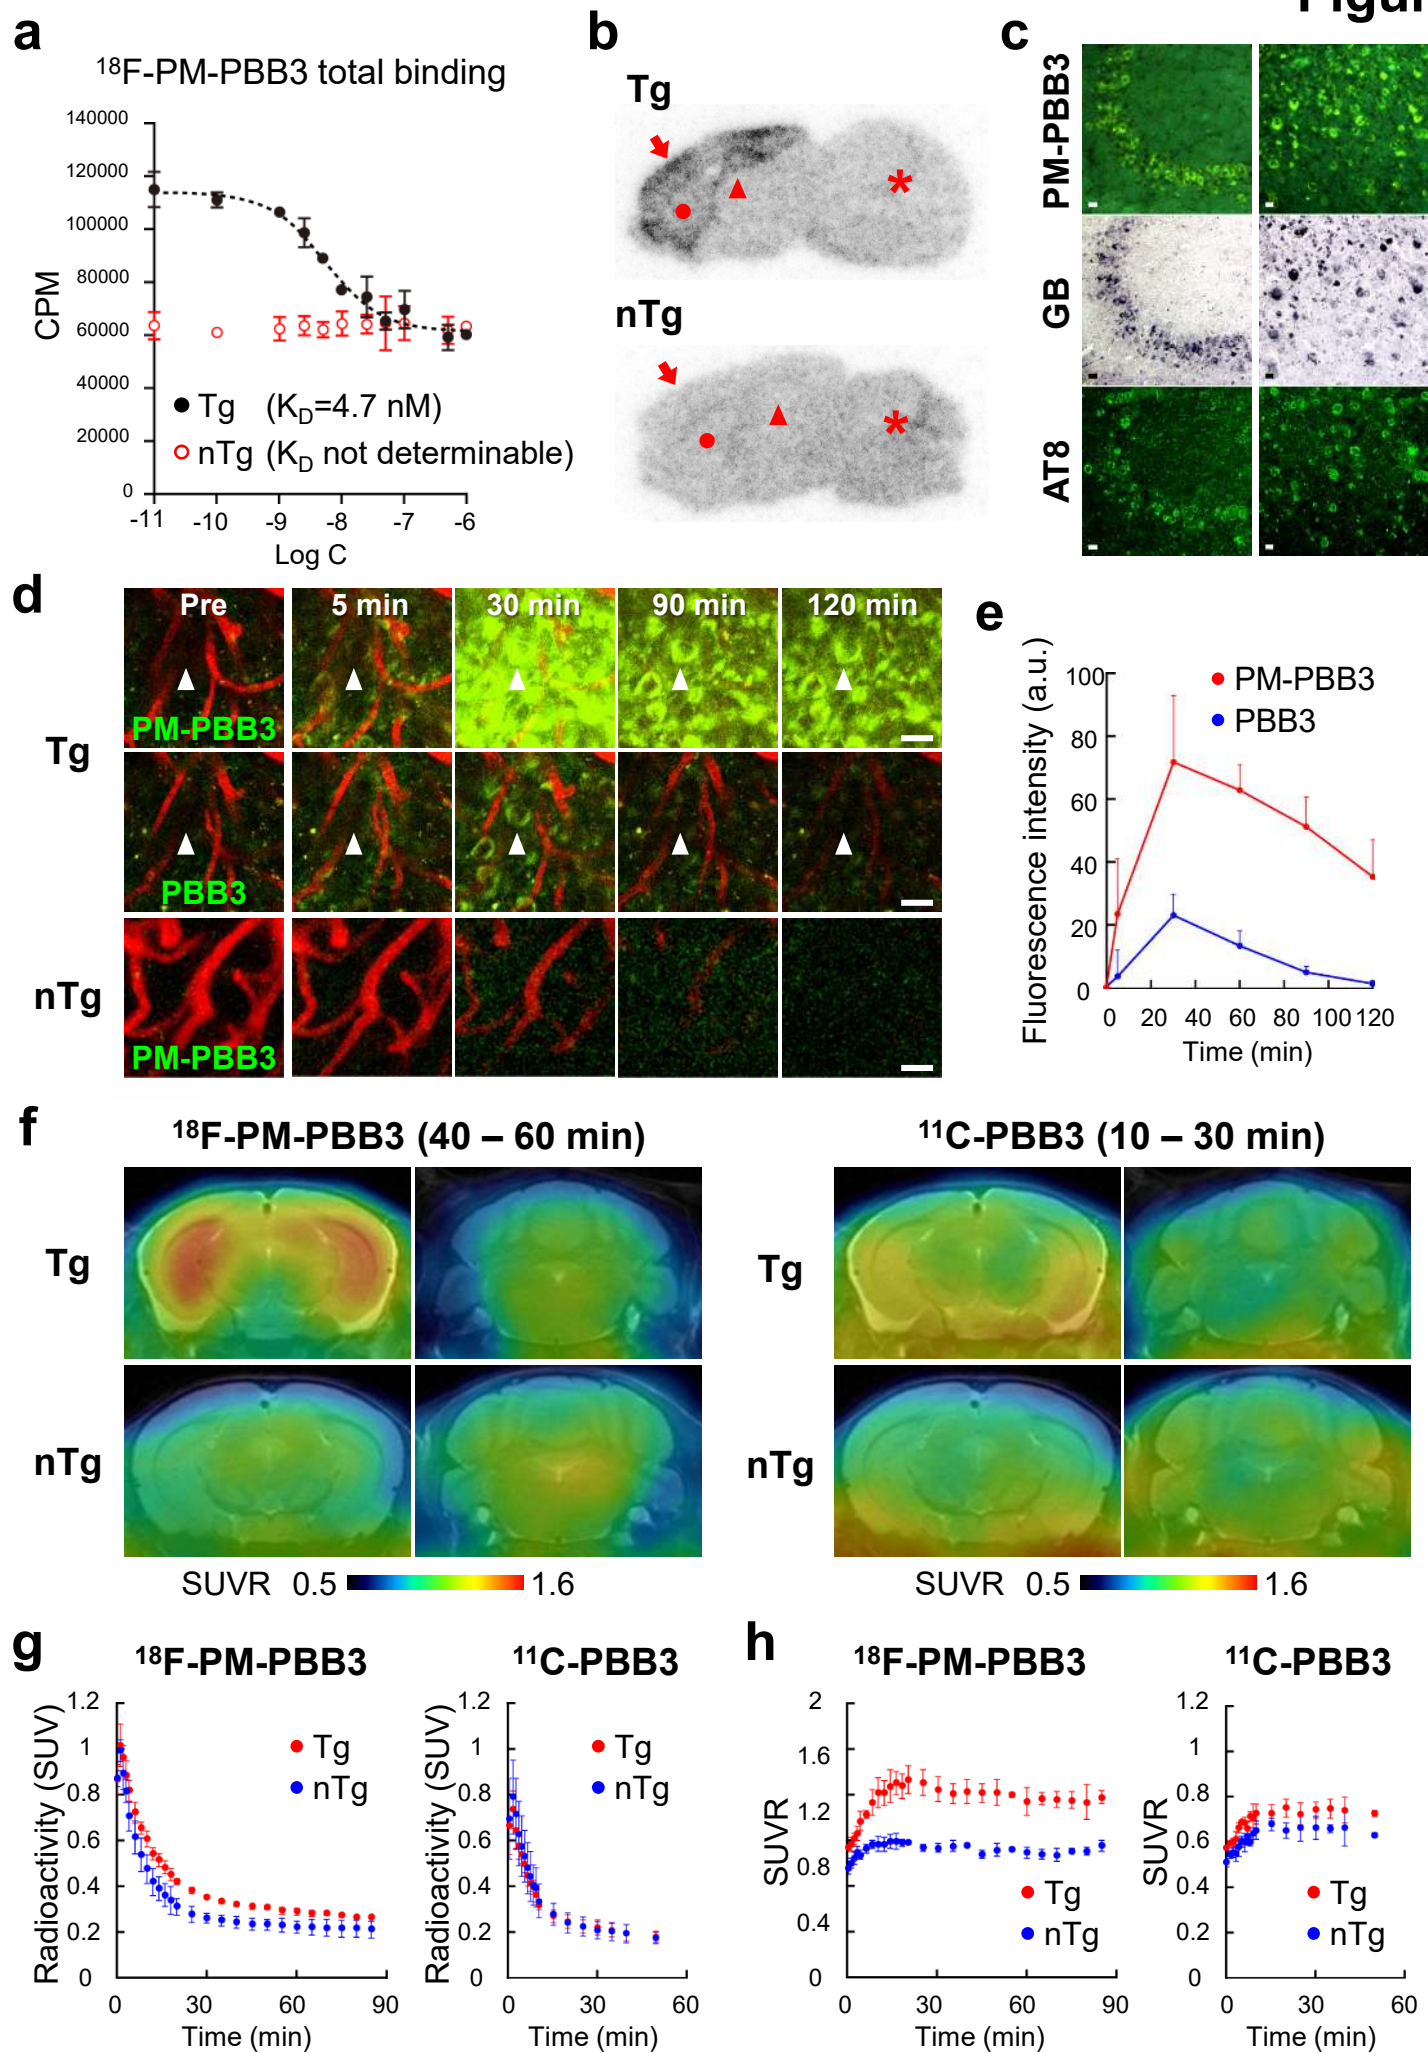 Figur
a
¹⁸F-PM-PBB3 total binding
140000
120000
100000
80000
60000
40000
20000
0
CPM
Tg (K_D=4.7 nM)
nTg (K_D not determinable)
-11 -10 -9 -8 -7 -6
Log C
b
Tg
*
nTg
*
c
PM-PBB3
GB
AT8
d
Pre 5 min 30 min 90 min 120 min
Tg
PM-PBB3
PBB3
nTg
PM-PBB3
e
Fluorescence intensity (a.u.)
100
80
60
40
20
0
PM-PBB3
PBB3
0 20 40 60 80 100 120
Time (min)
f
¹⁸F-PM-PBB3 (40 – 60 min)
Tg
nTg
SUVR 0.5 1.6
¹¹C-PBB3 (10 – 30 min)
Tg
nTg
SUVR 0.5 1.6
g
¹⁸F-PM-PBB3
Radioactivity (SUV)
1.2
1
0.8
0.6
0.4
0.2
0
Tg
nTg
0 30 60 90
Time (min)
¹¹C-PBB3
Radioactivity (SUV)
1.2
1
0.8
0.6
0.4
0.2
0
Tg
nTg
0 30 60
Time (min)
h
¹⁸F-PM-PBB3
SUVR
2
1.6
1.2
0.8
0.4
0
Tg
nTg
0 30 60 90
Time (min)
¹¹C-PBB3
SUVR
1.2
1
0.8
0.6
0.4
0.2
0
Tg
nTg
0 30 60
Time (min)